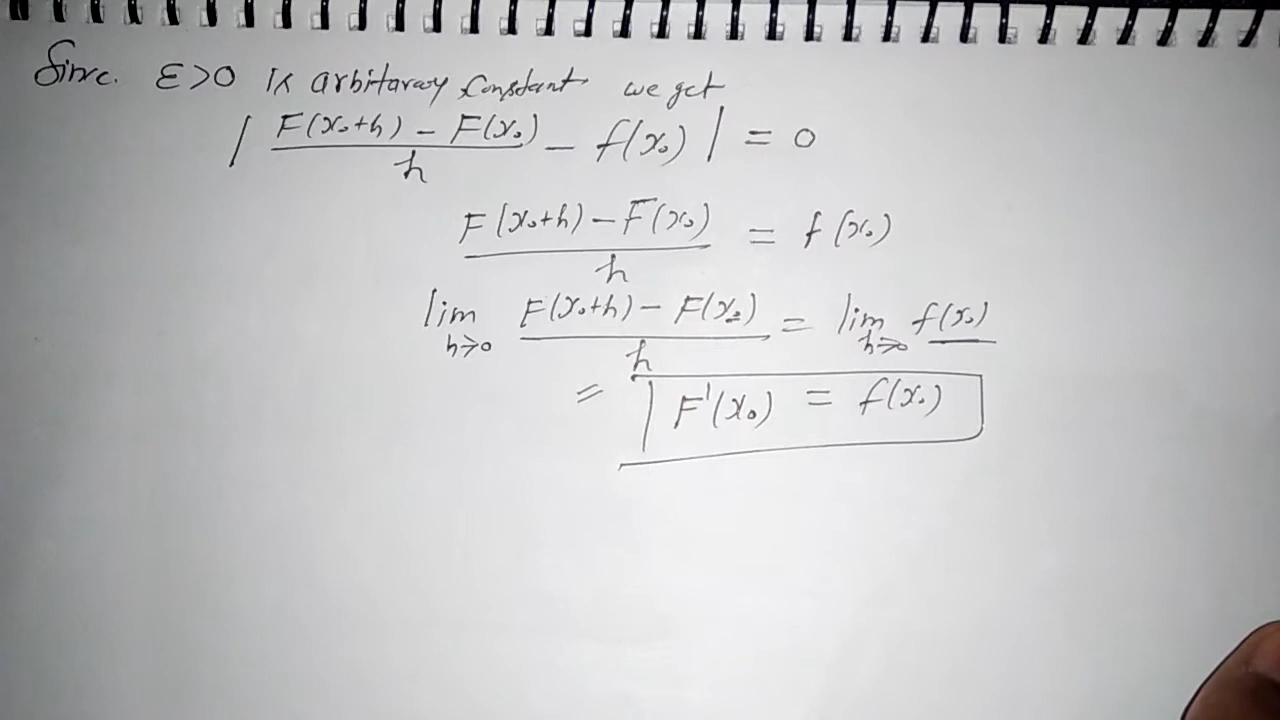 Since. ε>0 is arbitaray constant we get
| F(x₀+h) - F(x₀) / h - f(x₀) | = 0
F(x₀+h) - F(x₀) / h = f(x₀)
lim h→0 F(x₀+h) - F(x₀) / h = lim h→0 f(x₀)
= F'(x₀) = f(x₀)